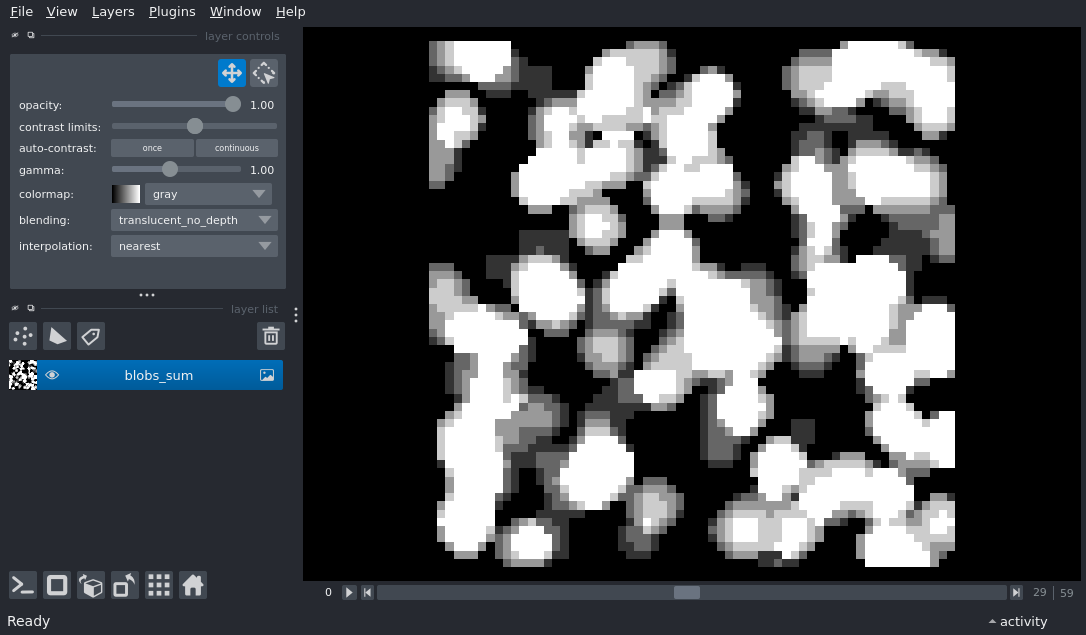 File View Layers Plugins Window Help
layer controls
opacity: 1.00
contrast limits:
auto-contrast: once continuous
gamma: 1.00
colormap: gray
blending: translucent_no_depth
interpolation: nearest
layer list
blobs_sum
0 29 59
Ready activity